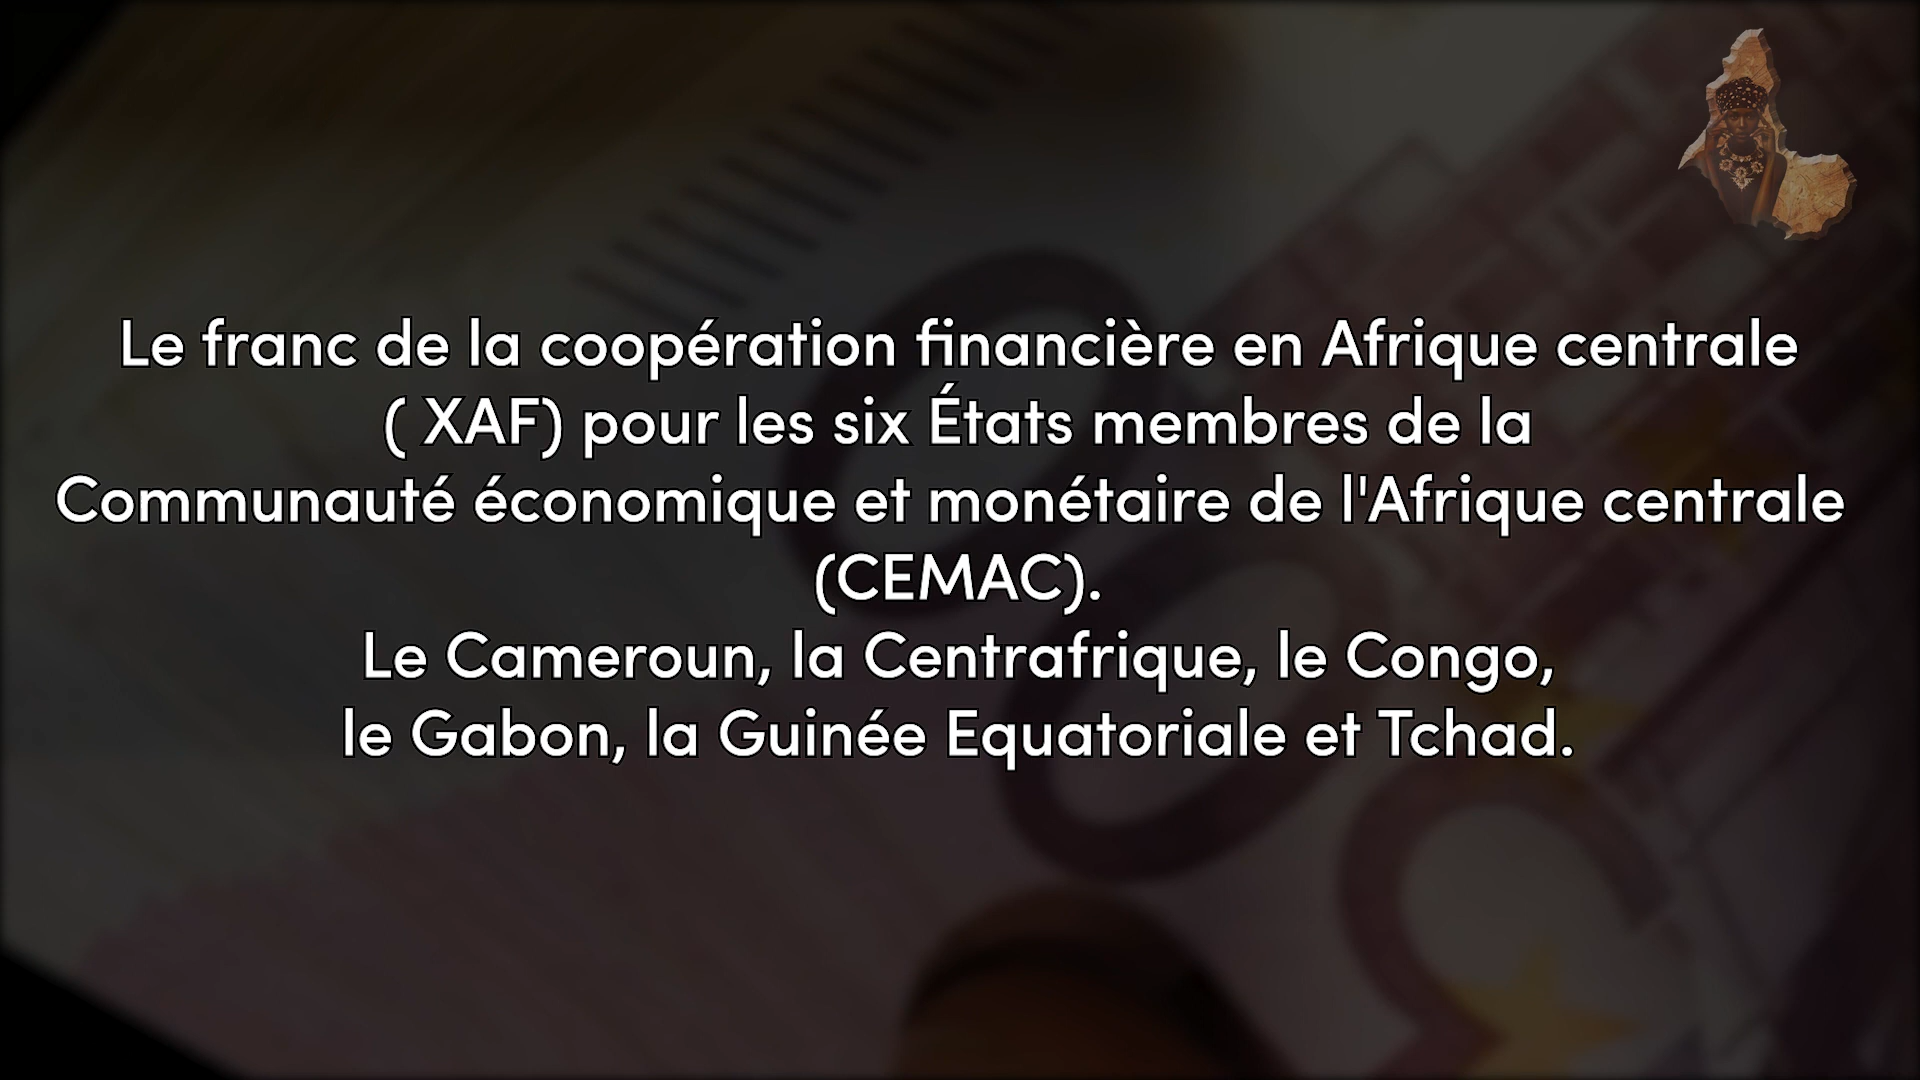 Le franc de la coopération financière en Afrique centrale
( XAF) pour les six États membres de la
Communauté économique et monétaire de l'Afrique centrale
(CEMAC).
Le Cameroun, la Centrafrique, le Congo,
le Gabon, la Guinée Equatoriale et Tchad.